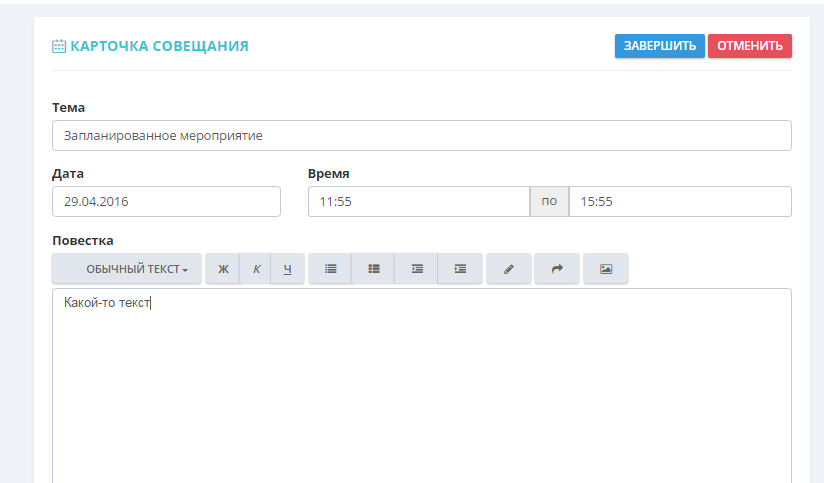 КАРТОЧКА СОВЕЩАНИЯ ЗАВЕРШИТЬ ОТМЕНИТЬ
Тема
Запланированное мероприятие
Дата Время
29.04.2016 11:55 по 15:55
Повестка
ОБЫЧНЫЙ ТЕКСТ Ж К Ч
Какой-то текст